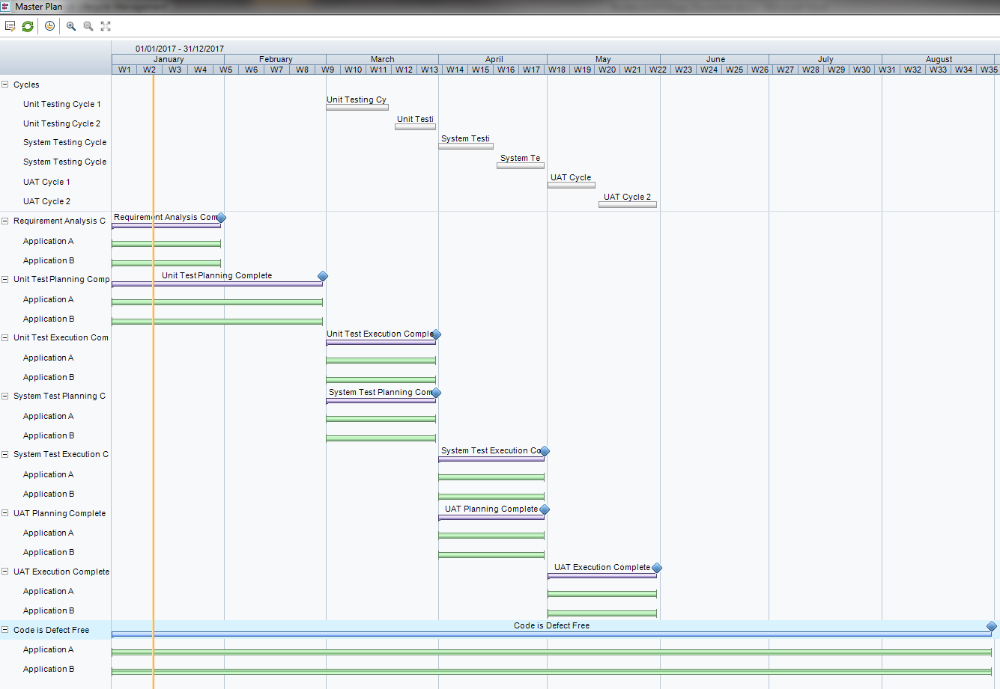 Master Plan
01/01/2017 - 31/12/2017
January February March April May June July August
W1 W2 W3 W4 W5 W6 W7 W8 W9 W10 W11 W12 W13 W14 W15 W16 W17 W18 W19 W20 W21 W22 W23 W24 W25 W26 W27 W28 W29 W30 W31 W32 W33 W34 W35
Cycles
Unit Testing Cycle 1 Unit Testing Cy
Unit Testing Cycle 2 Unit Testi
System Testing Cycle System Testi
System Testing Cycle System Te
UAT Cycle 1 UAT Cycle
UAT Cycle 2 UAT Cycle 2
Requirement Analysis C Requirement Analysis Com
Application A
Application B
Unit Test Planning Comp Unit Test Planning Complete
Application A
Application B
Unit Test Execution Com Unit Test Execution Comple
Application A
Application B
System Test Planning C System Test Planning Com
Application A
Application B
System Test Execution C System Test Execution Co
Application A
Application B
UAT Planning Complete UAT Planning Complete
Application A
Application B
UAT Execution Complete UAT Execution Complete
Application A
Application B
Code is Defect Free Code is Defect Free
Application A
Application B